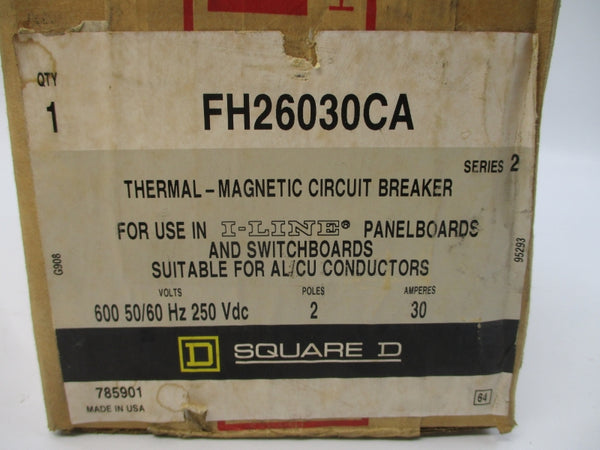 QTY
1
FH26030CA
SERIES 2
THERMAL-MAGNETIC CIRCUIT BREAKER
FOR USE IN I-LINE® PANELBOARDS
AND SWITCHBOARDS
SUITABLE FOR AL/CU CONDUCTORS
G908
95293
VOLTS POLES AMPERES
600 50/60 Hz 250 Vdc 2 30
D SQUARE D
785901
MADE IN USA
64